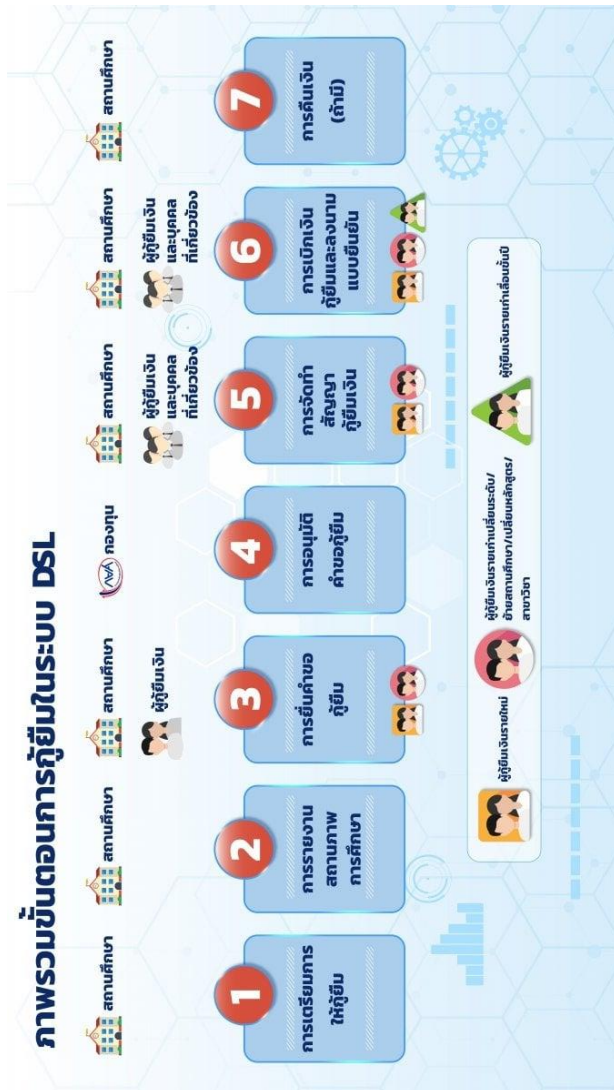 ภาพรวมขั้นตอนการกู้ยืมในระบบ DSL
สถานศึกษา
1
การเตรียมการ
ให้กู้ยืม
สถานศึกษา
2
การรายงาน
สถานภาพ
การศึกษา
สถานศึกษา
ผู้กู้ยืมเงิน
3
การยื่นคำขอ
กู้ยืม
กองทุน
4
การอนุมัติ
คำขอกู้ยืม
สถานศึกษา
ผู้กู้ยืมเงิน
และบุคคล
ที่เกี่ยวข้อง
5
การจัดทำ
สัญญา
กู้ยืมเงิน
สถานศึกษา
ผู้กู้ยืมเงิน
และบุคคล
ที่เกี่ยวข้อง
6
การเบิกเงิน
กู้ยืมและลงนาม
แบบยืนยัน
สถานศึกษา
7
การคืนเงิน
(ถ้ามี)
ผู้กู้ยืมเงินรายใหม่
ผู้กู้ยืมเงินรายเก่าเปลี่ยนระดับ/
ย้ายสถานศึกษา/เปลี่ยนหลักสูตร/
สาขาวิชา
ผู้กู้ยืมเงินรายเก่าเลื่อนชั้นปี